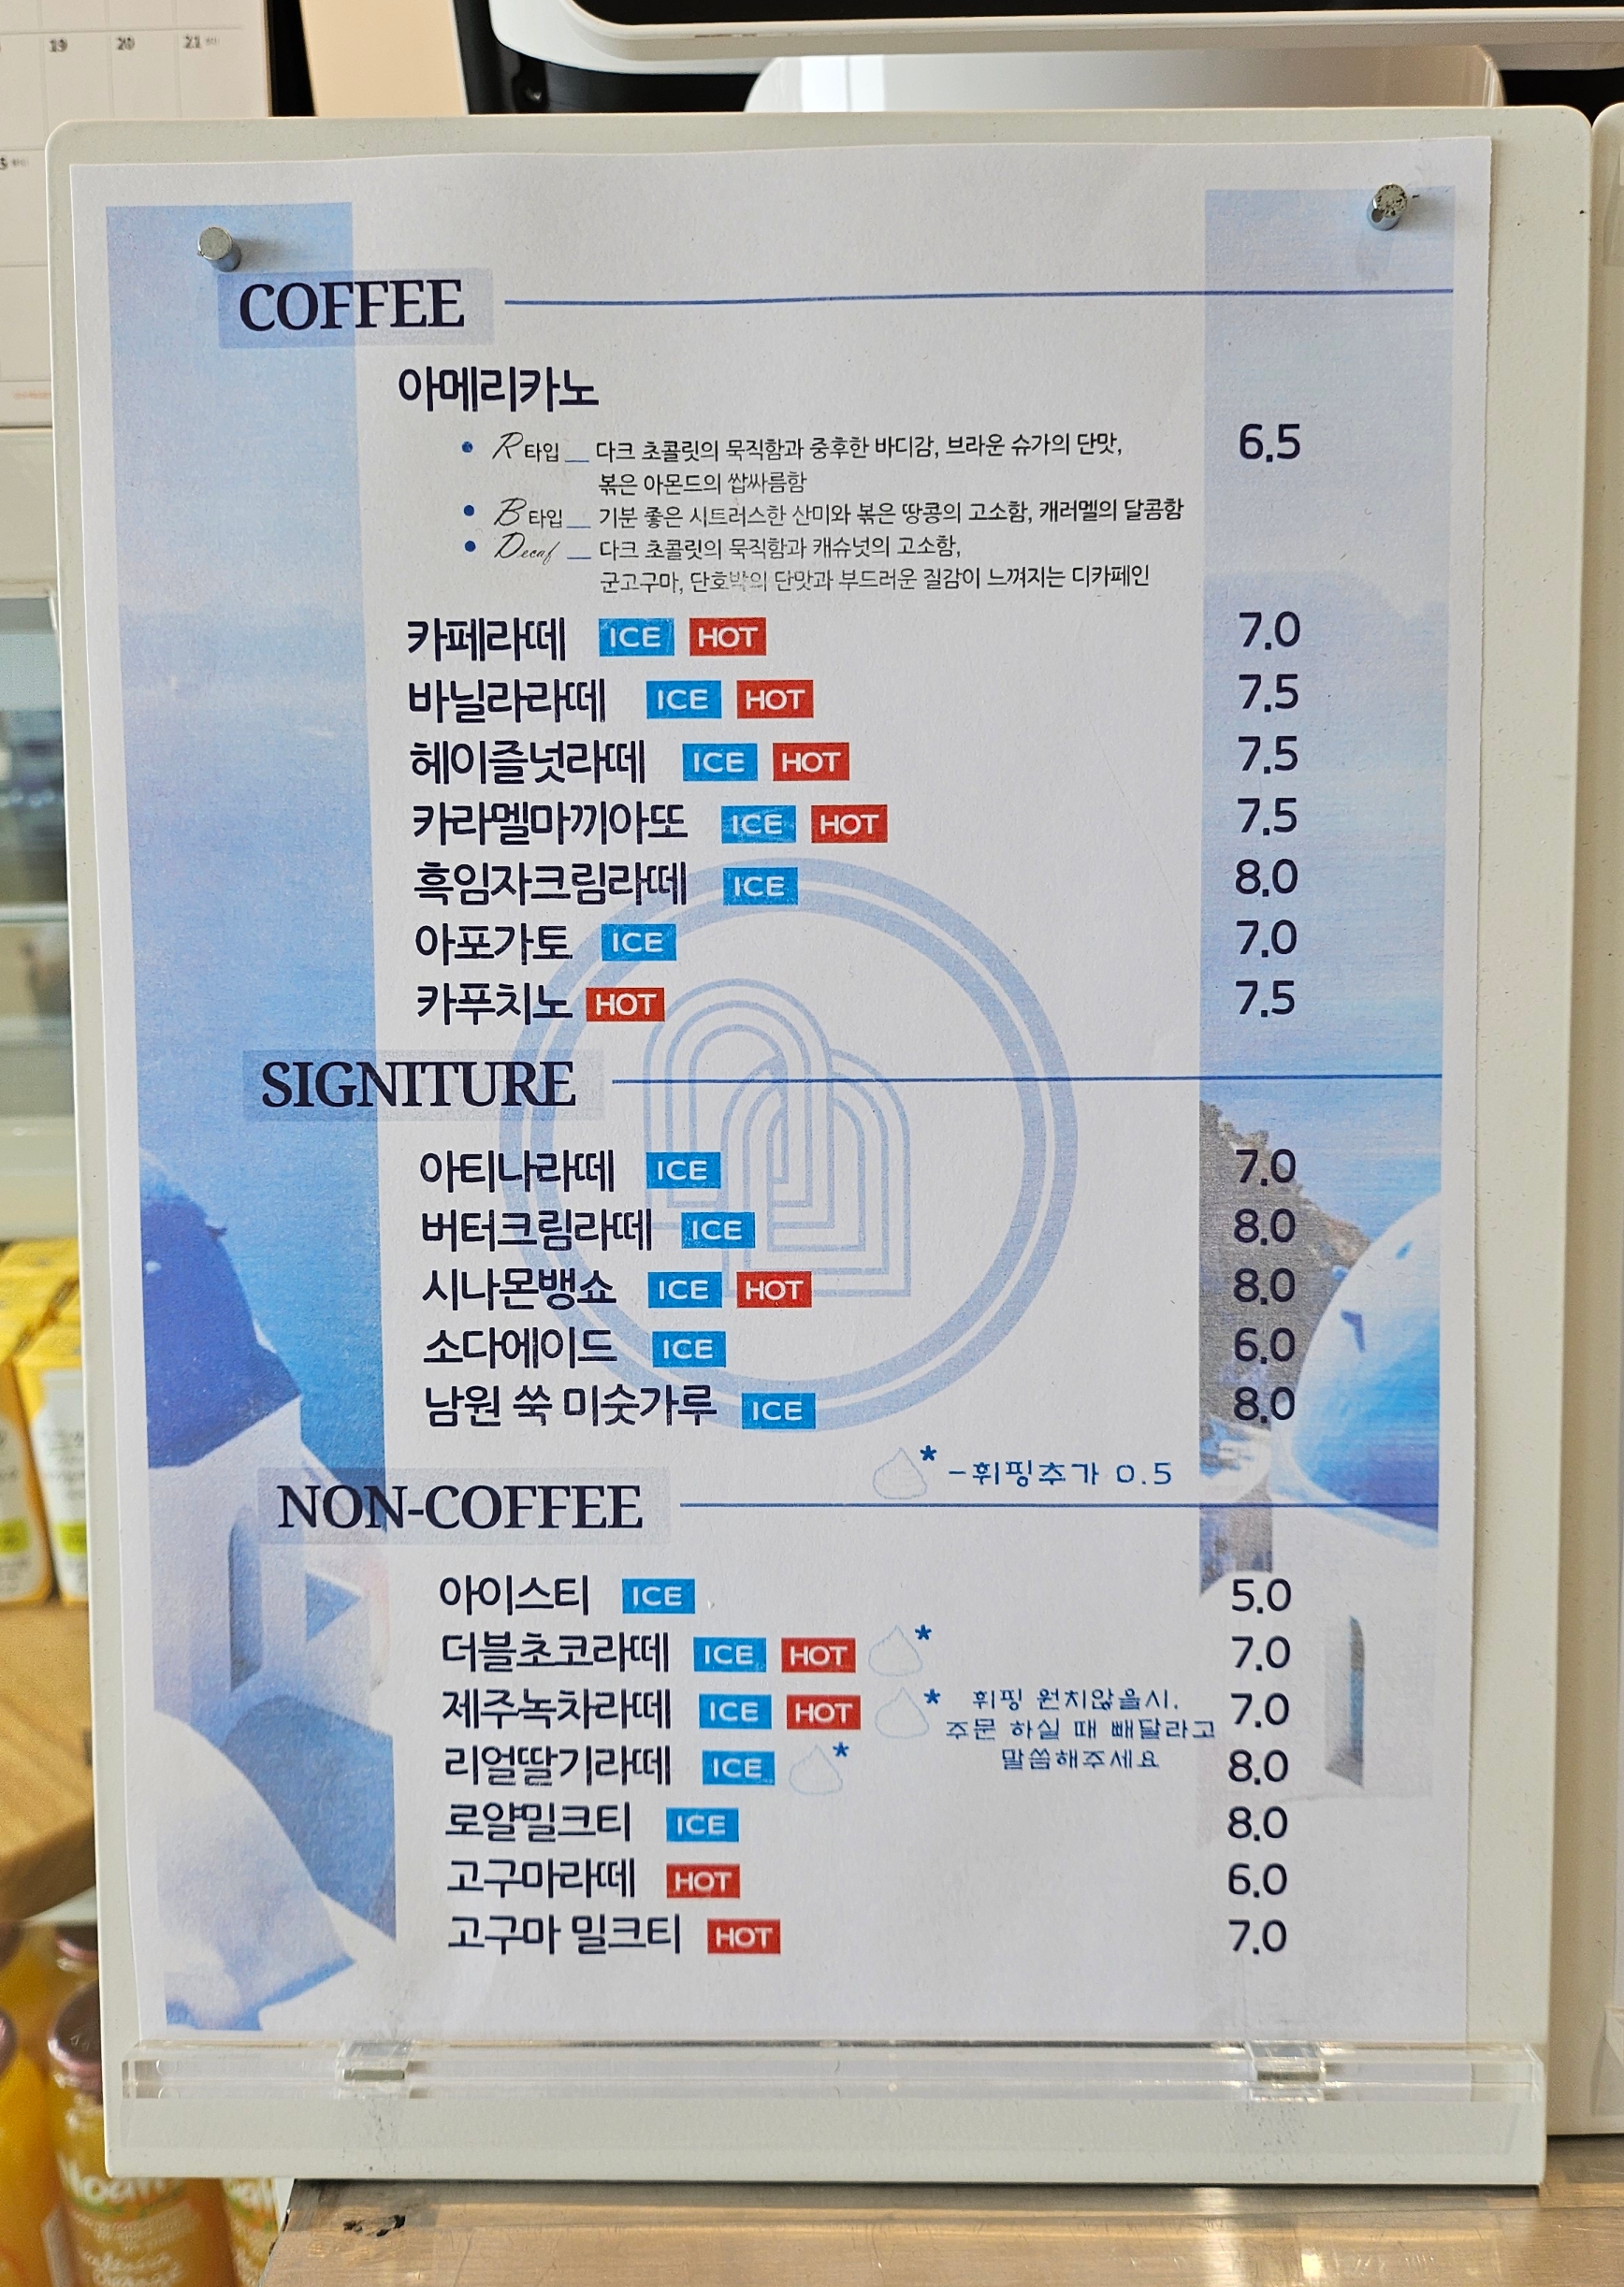 19 20 21
COFFEE
아메리카노
• R타입 __ 다크 초콜릿의 묵직함과 중후한 바디감, 브라운 슈가의 단맛, 6.5
볶은 아몬드의 쌉싸름함
• B타입 __ 기분 좋은 시트러스한 산미와 볶은 땅콩의 고소함, 캐러멜의 달콤함
• Decaf __ 다크 초콜릿의 묵직함과 캐슈넛의 고소함,
군고구마, 단호박의 단맛과 부드러운 질감이 느껴지는 디카페인
카페라떼 ICE HOT 7.0
바닐라라떼 ICE HOT 7.5
헤이즐넛라떼 ICE HOT 7.5
카라멜마끼아또 ICE HOT 7.5
흑임자크림라떼 ICE 8.0
아포가토 ICE 7.0
카푸치노 HOT 7.5
SIGNITURE
아티나라떼 ICE 7.0
버터크림라떼 ICE 8.0
시나몬뱅쇼 ICE HOT 8.0
소다에이드 ICE 6.0
남원 쑥 미숫가루 ICE 8.0
* -휘핑추가 0.5
NON-COFFEE
아이스티 ICE 5.0
더블초코라떼 ICE HOT * 7.0
제주녹차라떼 ICE HOT * 7.0
휘핑 원치않을시,
주문 하실 때 빼달라고
말씀해주세요
리얼딸기라떼 ICE * 8.0
로얄밀크티 ICE 8.0
고구마라떼 HOT 6.0
고구마 밀크티 HOT 7.0